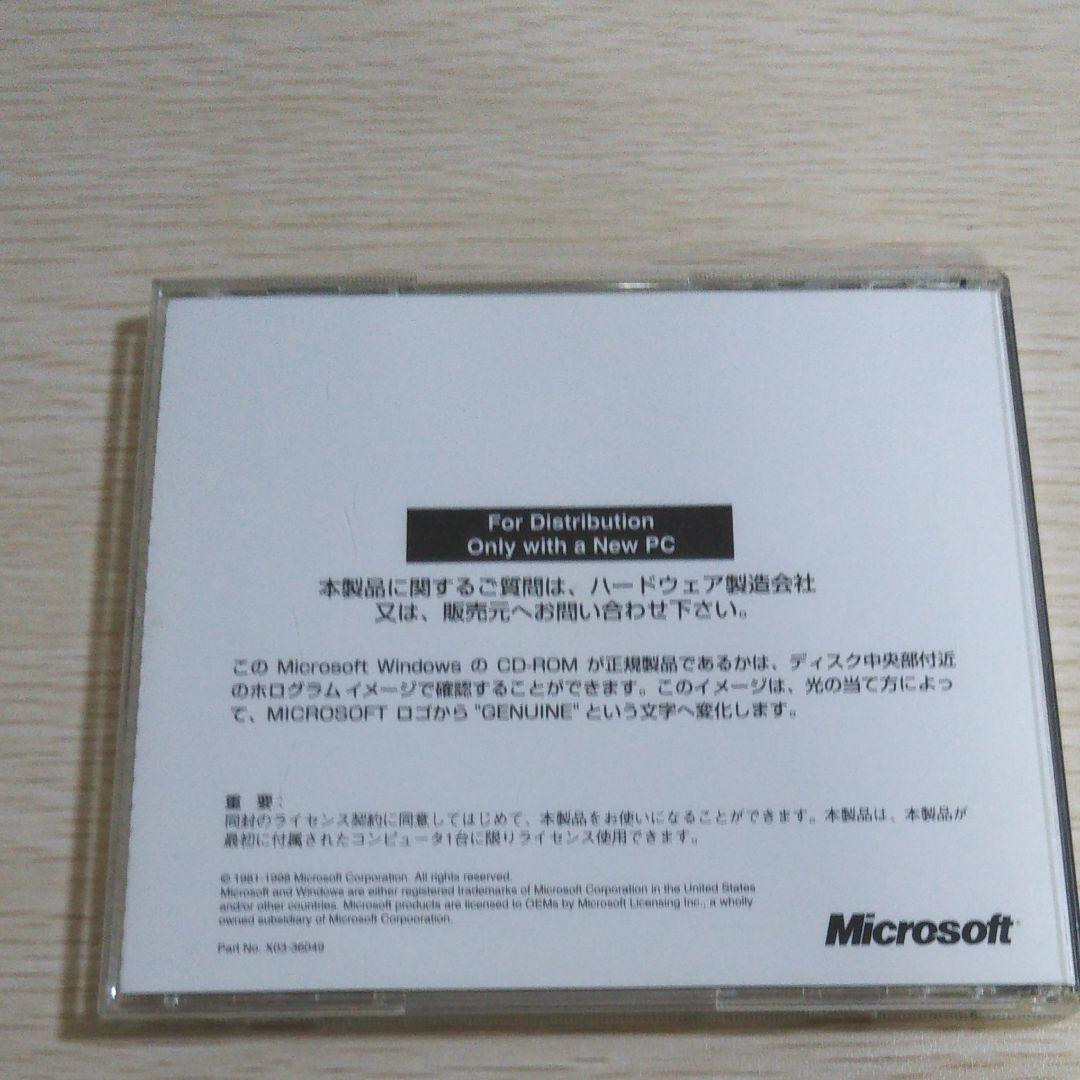 For Distribution
Only with a New PC
本製品に関するご質問は、ハードウェア製造会社
又は、販売元へお問い合わせ下さい。
この Microsoft Windows の CD-ROM が正規製品であるかは、ディスク中央部付近
のホログラムイメージで確認することができます。このイメージは、光の当て方によっ
て、MICROSOFT ロゴから "GENUINE" という文字へ変化します。
重 要：
同封のライセンス契約に同意してはじめて、本製品をお使いになることができます。本製品は、本製品が
最初に付属されたコンピュータ1台に限りライセンス使用できます。
© 1981-1998 Microsoft Corporation. All rights reserved.
Microsoft and Windows are either registered trademarks of Microsoft Corporation in the United States
and/or other countries. Microsoft products are licensed to OEMs by Microsoft Licensing Inc., a wholly
owned subsidiary of Microsoft Corpooration.
Part No. X03-36049
Microsoft